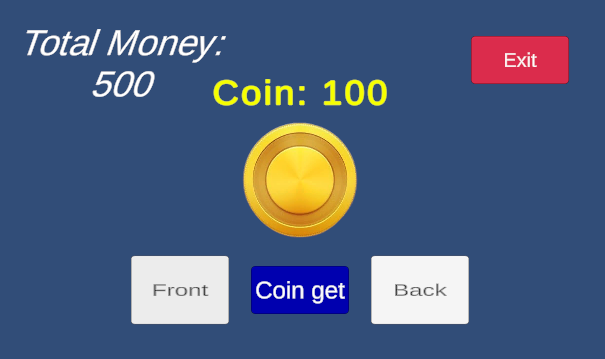 Total Money:
500
Exit
Coin: 100
Front
Coin get
Back